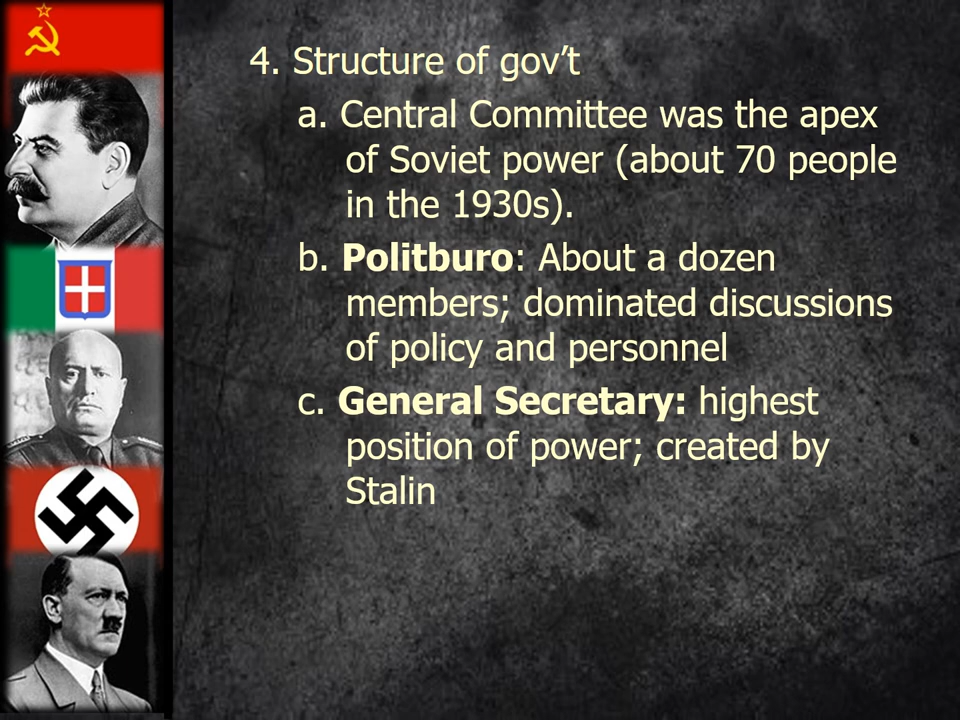 4. Structure of gov’t
a. Central Committee was the apex
of Soviet power (about 70 people
in the 1930s).
b. Politburo: About a dozen
members; dominated discussions
of policy and personnel
c. General Secretary: highest
position of power; created by
Stalin